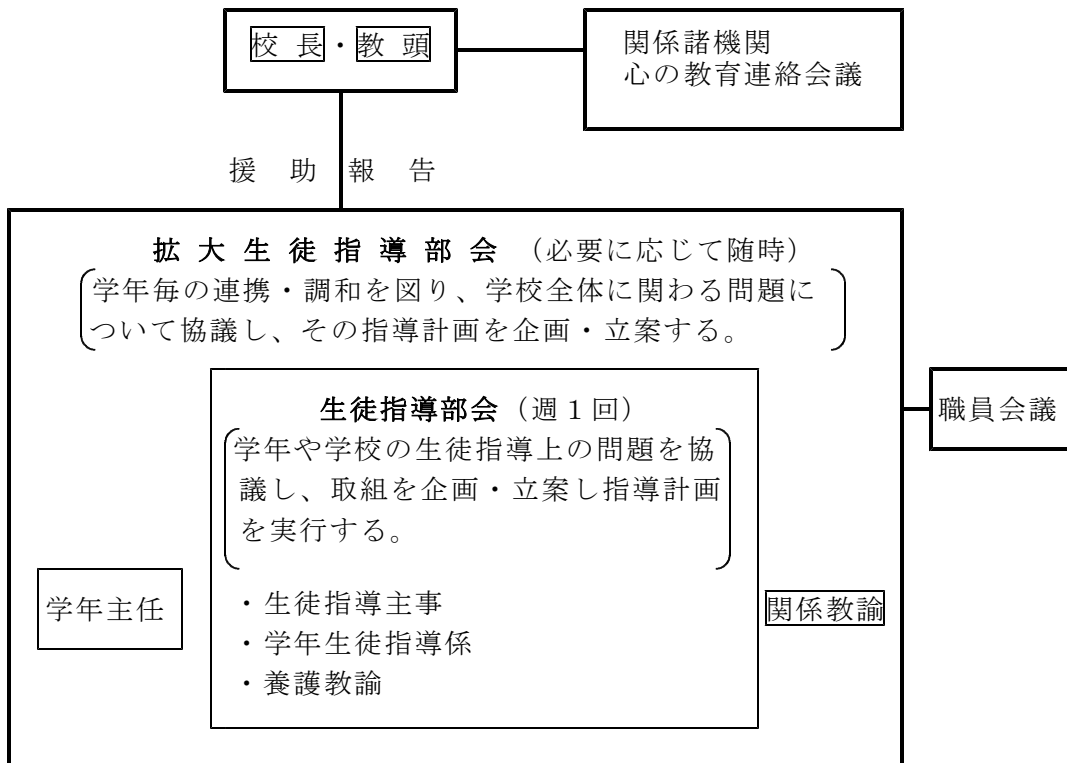 校長・教頭
関係諸機関
心の教育連絡会議
援助 報告
拡大生徒指導部会 （必要に応じて随時）
学年毎の連携・調和を図り、学校全体に関わる問題に
ついて協議し、その指導計画を企画・立案する。
生徒指導部会（週１回）
学年や学校の生徒指導上の問題を協
議し、取組を企画・立案し指導計画
を実行する。
・生徒指導主事
・学年生徒指導係
・養護教諭
学年主任
関係教諭
職員会議